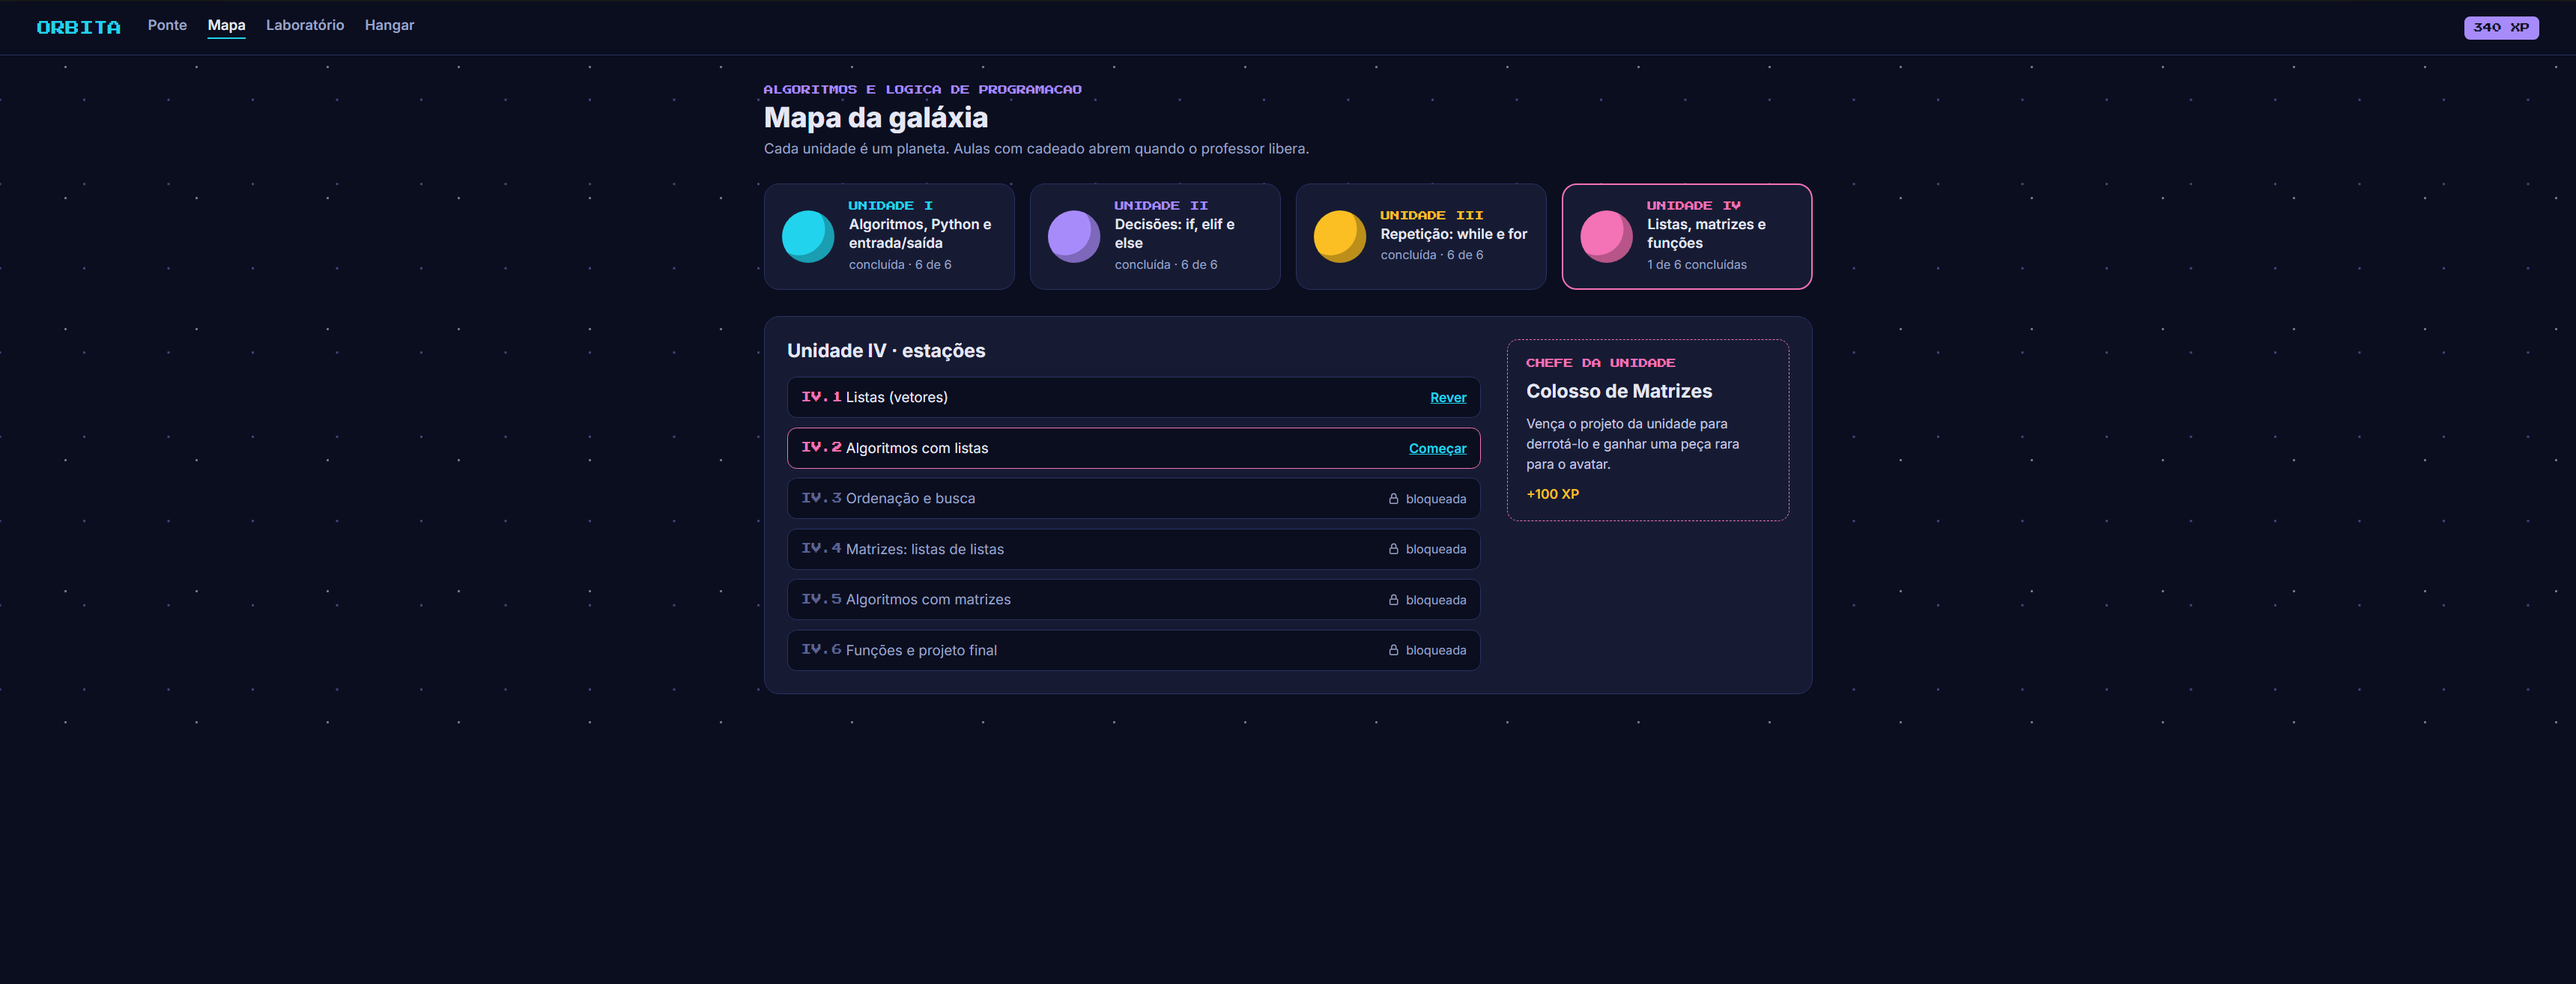 ORBITA
Ponte
Mapa
Laboratório
Hangar
340 XP
ALGORITMOS E LOGICA DE PROGRAMACAO
Mapa da galáxia
Cada unidade é um planeta. Aulas com cadeado abrem quando o professor libera.
UNIDADE I
Algoritmos, Python e
entrada/saída
concluída · 6 de 6
UNIDADE II
Decisões: if, elif e
else
concluída · 6 de 6
UNIDADE III
Repetição: while e for
concluída · 6 de 6
UNIDADE IV
Listas, matrizes e
funções
1 de 6 concluídas
Unidade IV · estações
IV.1 Listas (vetores)
Rever
IV.2 Algoritmos com listas
Começar
IV.3 Ordenação e busca
bloqueada
IV.4 Matrizes: listas de listas
bloqueada
IV.5 Algoritmos com matrizes
bloqueada
IV.6 Funções e projeto final
bloqueada
CHEFE DA UNIDADE
Colosso de Matrizes
Vença o projeto da unidade para
derrotá-lo e ganhar uma peça rara
para o avatar.
+100 XP